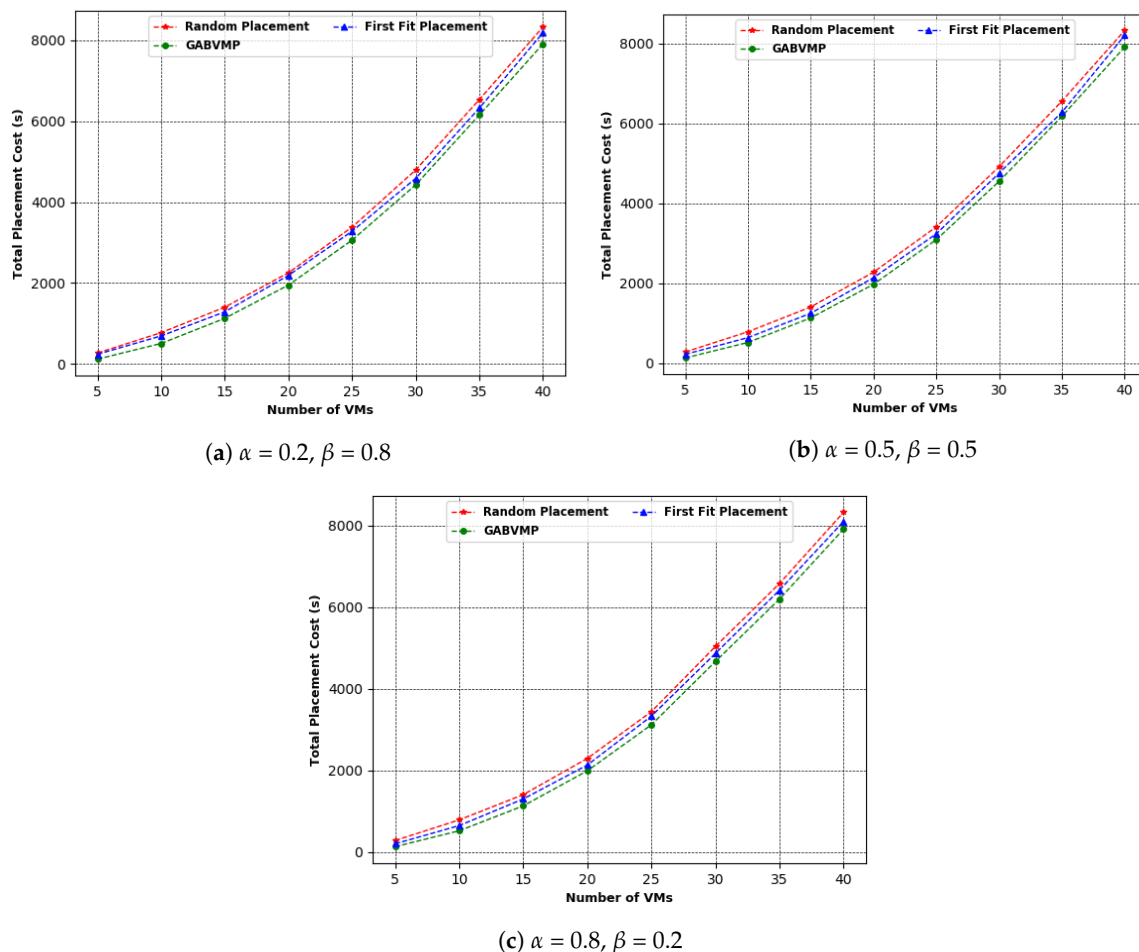 Random Placement First Fit Placement
GABVMP
8000
6000
4000
2000
0
Total Placement Cost (s)
5 10 15 20 25 30 35 40
Number of VMs
(a) α = 0.2, β = 0.8
Random Placement First Fit Placement
GABVMP
8000
6000
4000
2000
0
Total Placement Cost (s)
5 10 15 20 25 30 35 40
Number of VMs
(b) α = 0.5, β = 0.5
Random Placement First Fit Placement
GABVMP
8000
6000
4000
2000
0
Total Placement Cost (s)
5 10 15 20 25 30 35 40
Number of VMs
(c) α = 0.8, β = 0.2